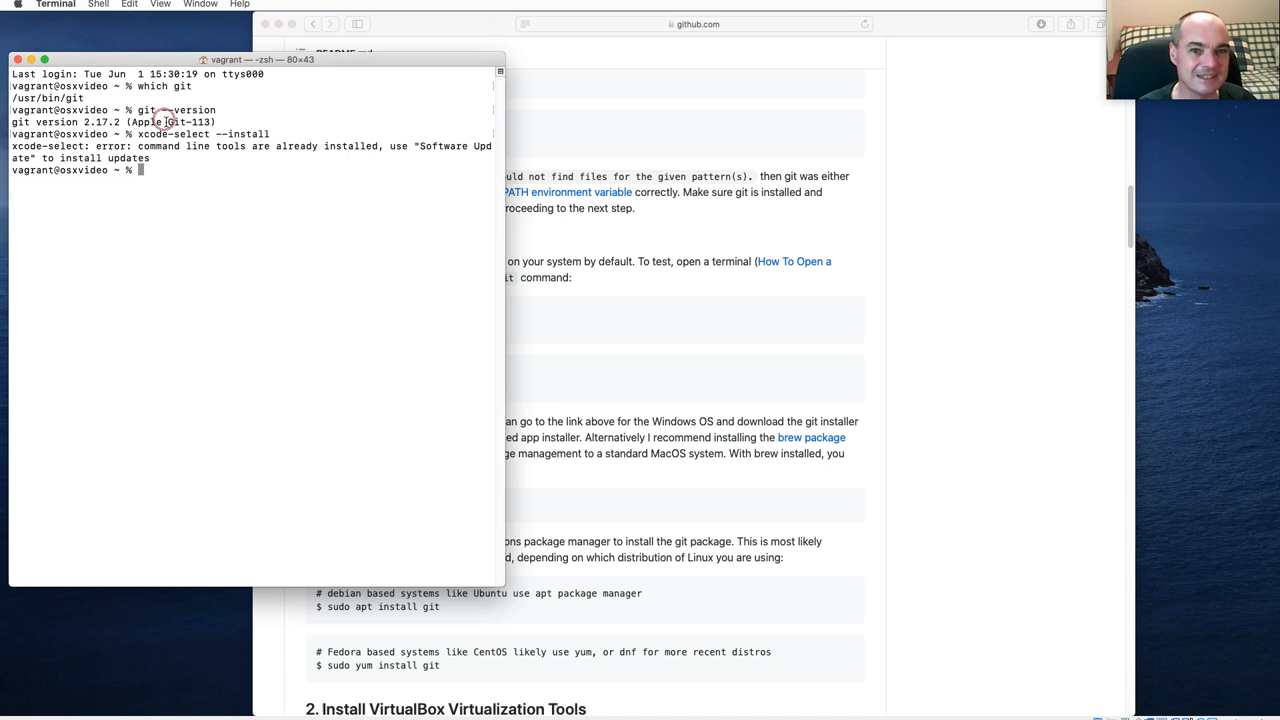 Terminal Shell Edit View Window Help
github.com
README.md
vagrant — -zsh — 80×43
Last login: Tue Jun  1 15:30:19 on ttys000
vagrant@osxvideo ~ % which git
/usr/bin/git
vagrant@osxvideo ~ % git --version
git version 2.17.2 (Apple Git-113)
vagrant@osxvideo ~ % xcode-select --install
xcode-select: error: command line tools are already installed, use "Software Upd
ate" to install updates
vagrant@osxvideo ~ %
ould not find files for the given pattern(s). then git was either
PATH environment variable correctly. Make sure git is installed and
roceeding to the next step.
on your system by default. To test, open a terminal (How To Open a
it command:
an go to the link above for the Windows OS and download the git installer
ed app installer. Alternatively I recommend installing the brew package
ge management to a standard MacOS system. With brew installed, you
ons package manager to install the git package. This is most likely
d, depending on which distribution of Linux you are using:
# debian based systems like Ubuntu use apt package manager
$ sudo apt install git
# Fedora based systems like CentOS likely use yum, or dnf for more recent distros
$ sudo yum install git
2. Install VirtualBox Virtualization Tools